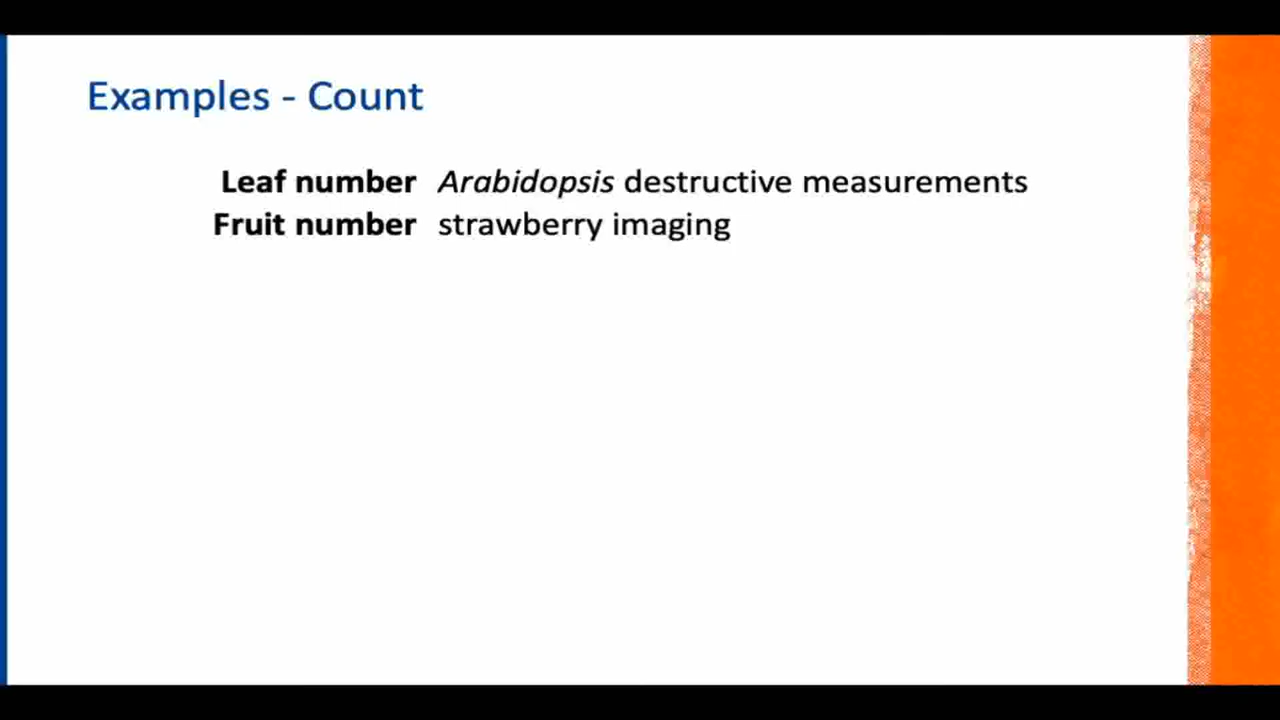 Examples - Count
Leaf number Arabidopsis destructive measurements
Fruit number strawberry imaging